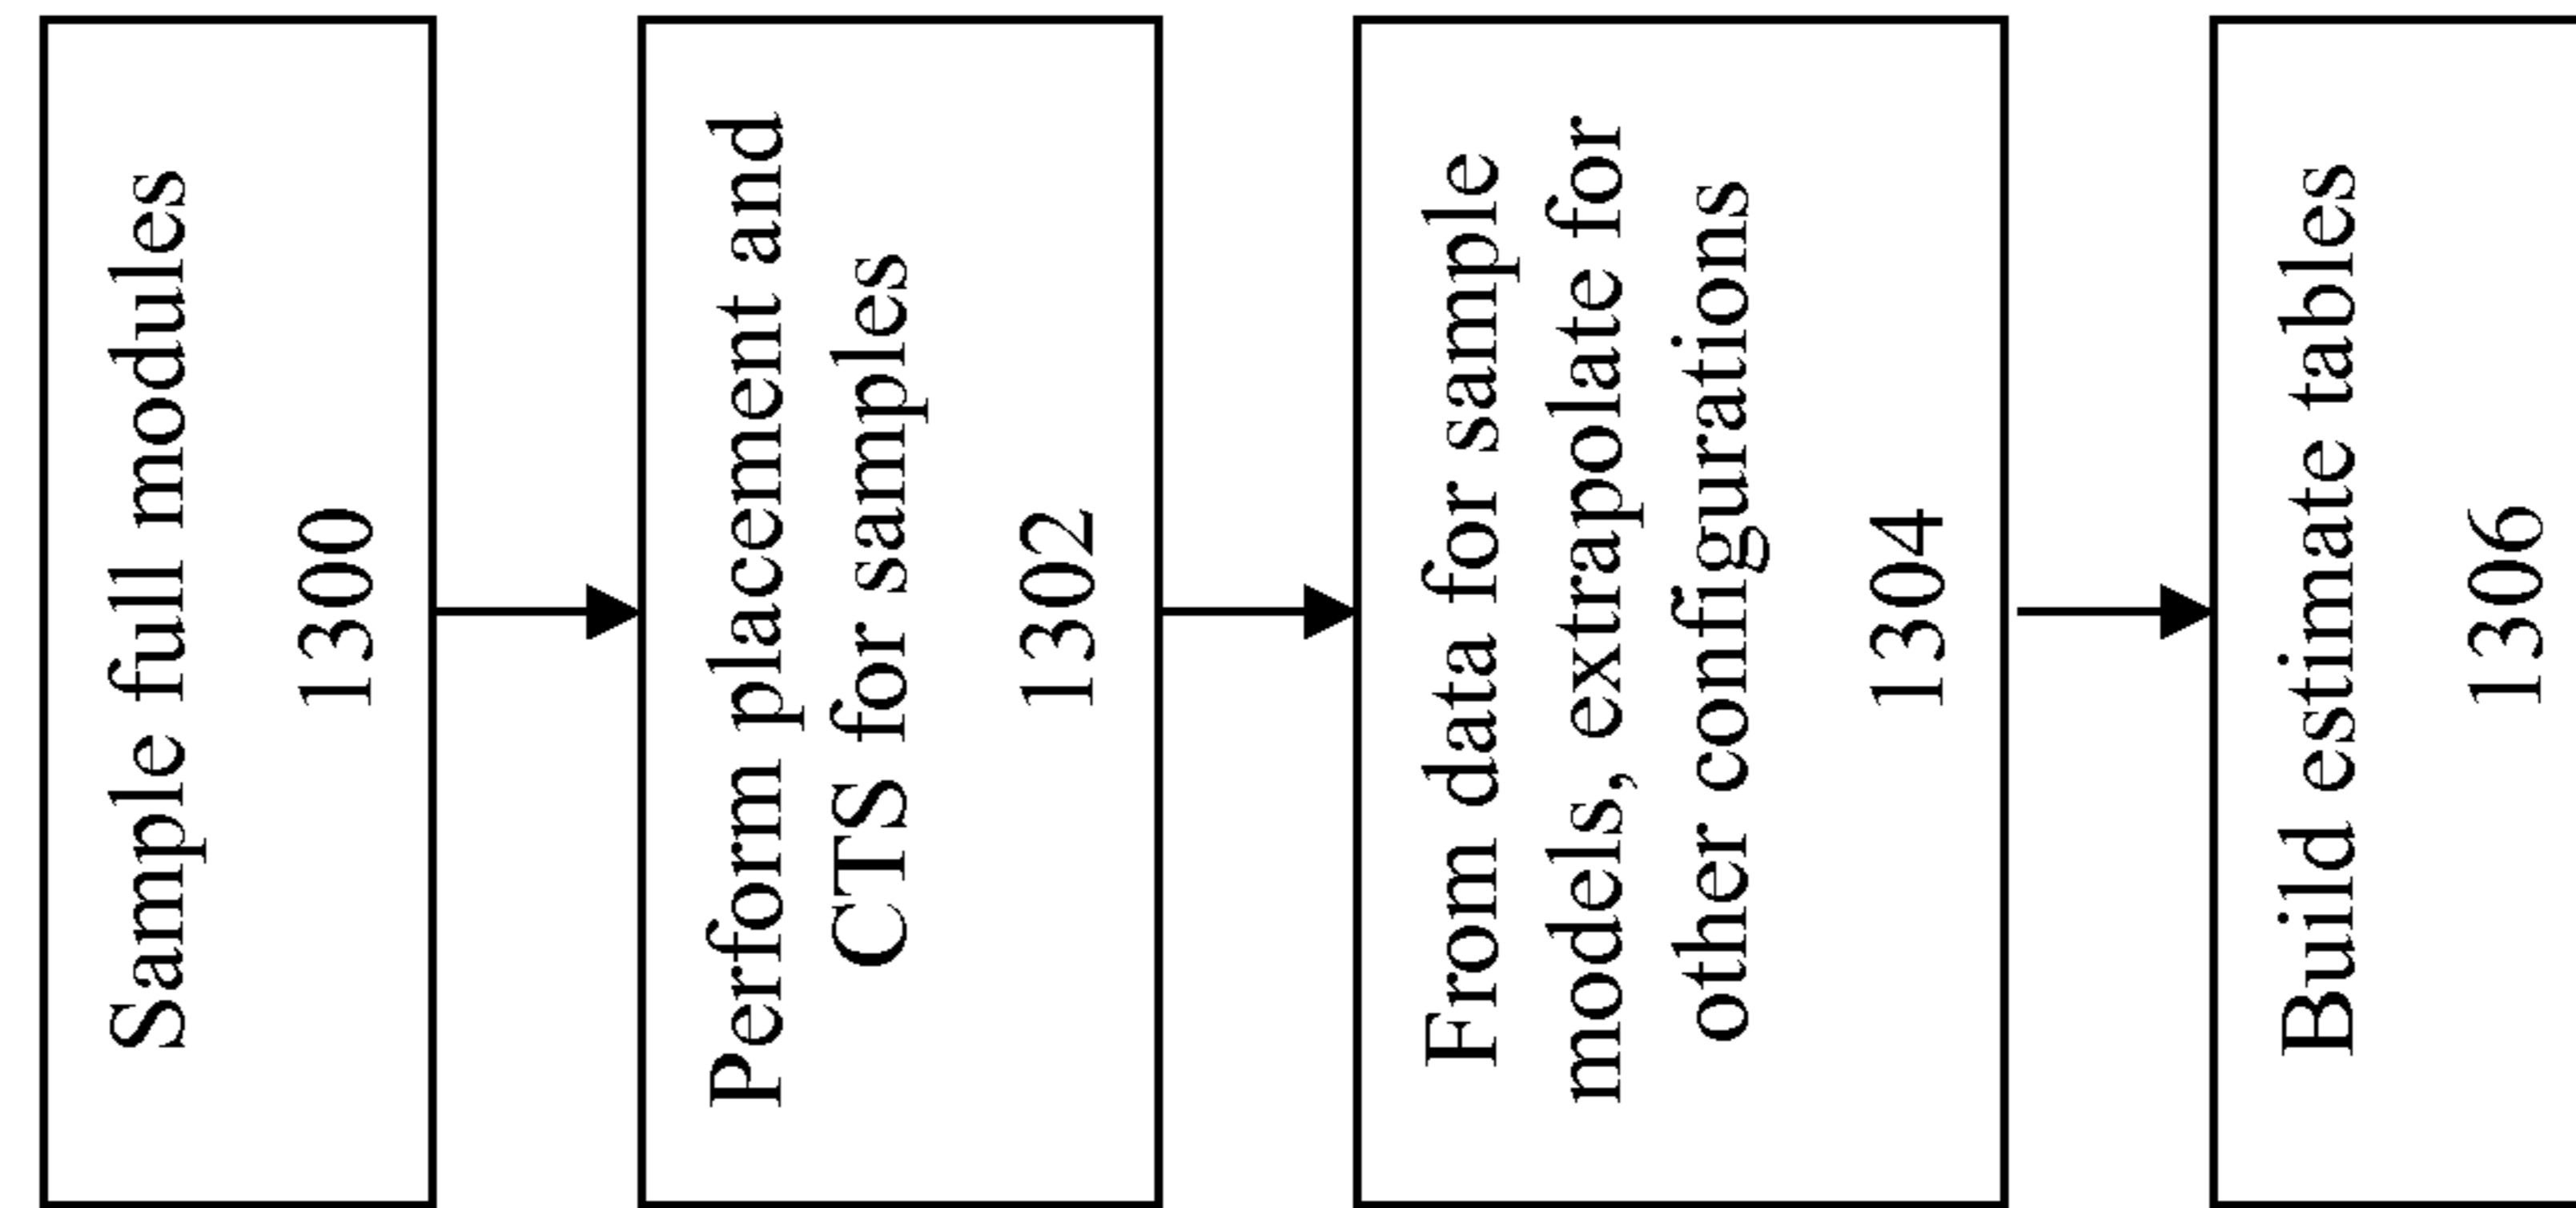 Sample full modules
1300
Perform placement and
CTS for samples
1302
From data for sample
models, extrapolate for
other configurations
1304
Build estimate tables
1306